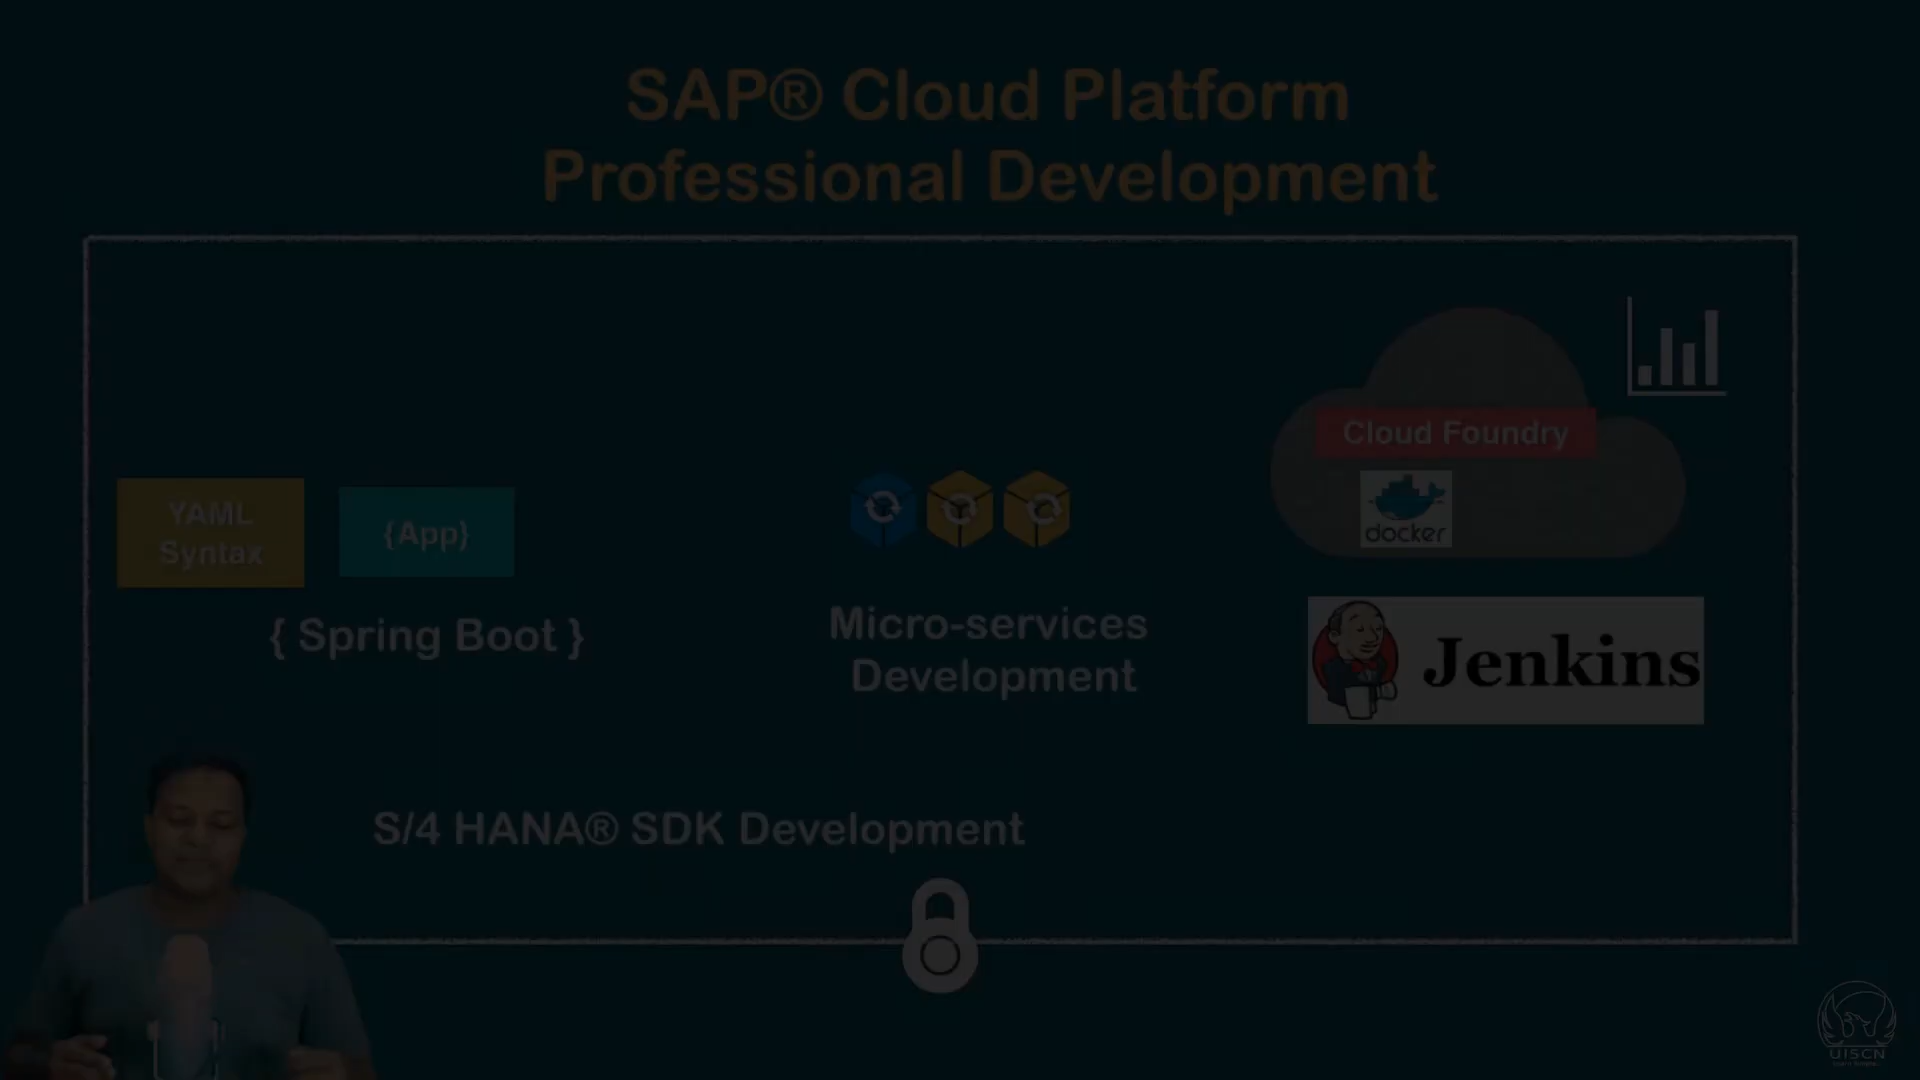 SAP® Cloud Platform
Professional Development
Cloud Foundry
docker
YAML
Syntax
{App}
{ Spring Boot }
Micro-services
Development
Jenkins
S/4 HANA® SDK Development
UISCN